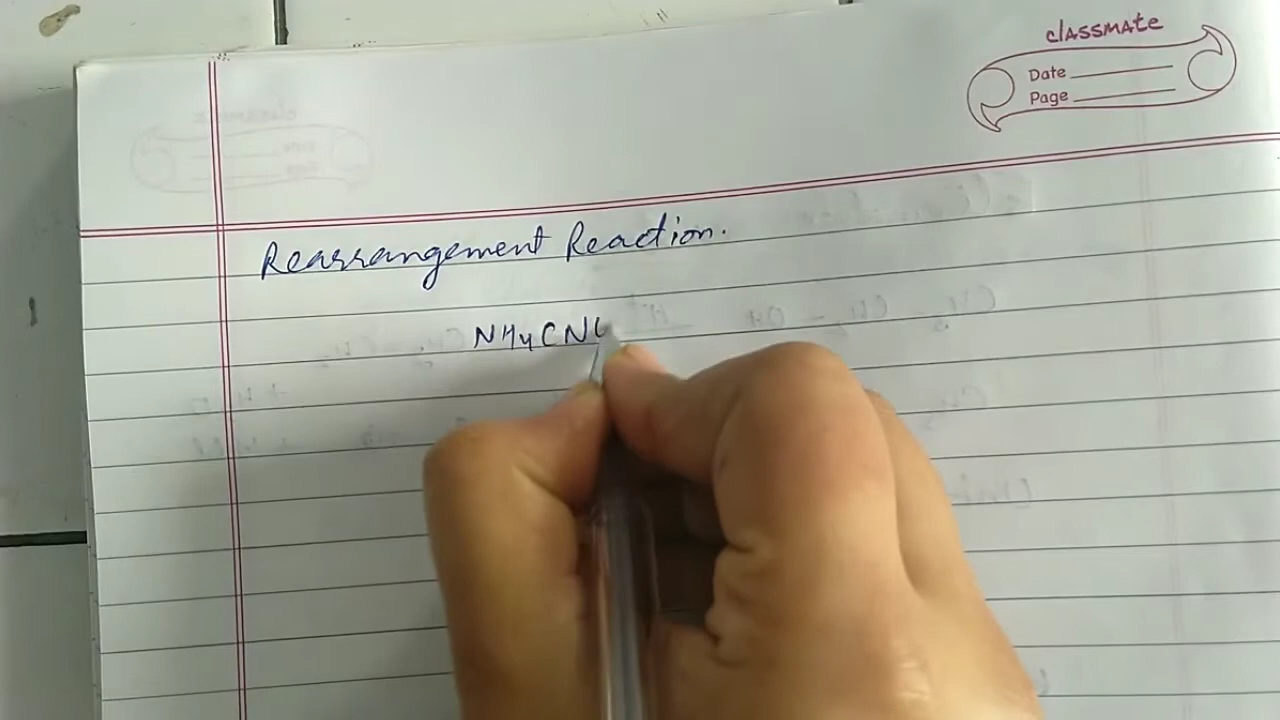 classmate
Date
Page
Rearrangement Reaction.
NH4CN